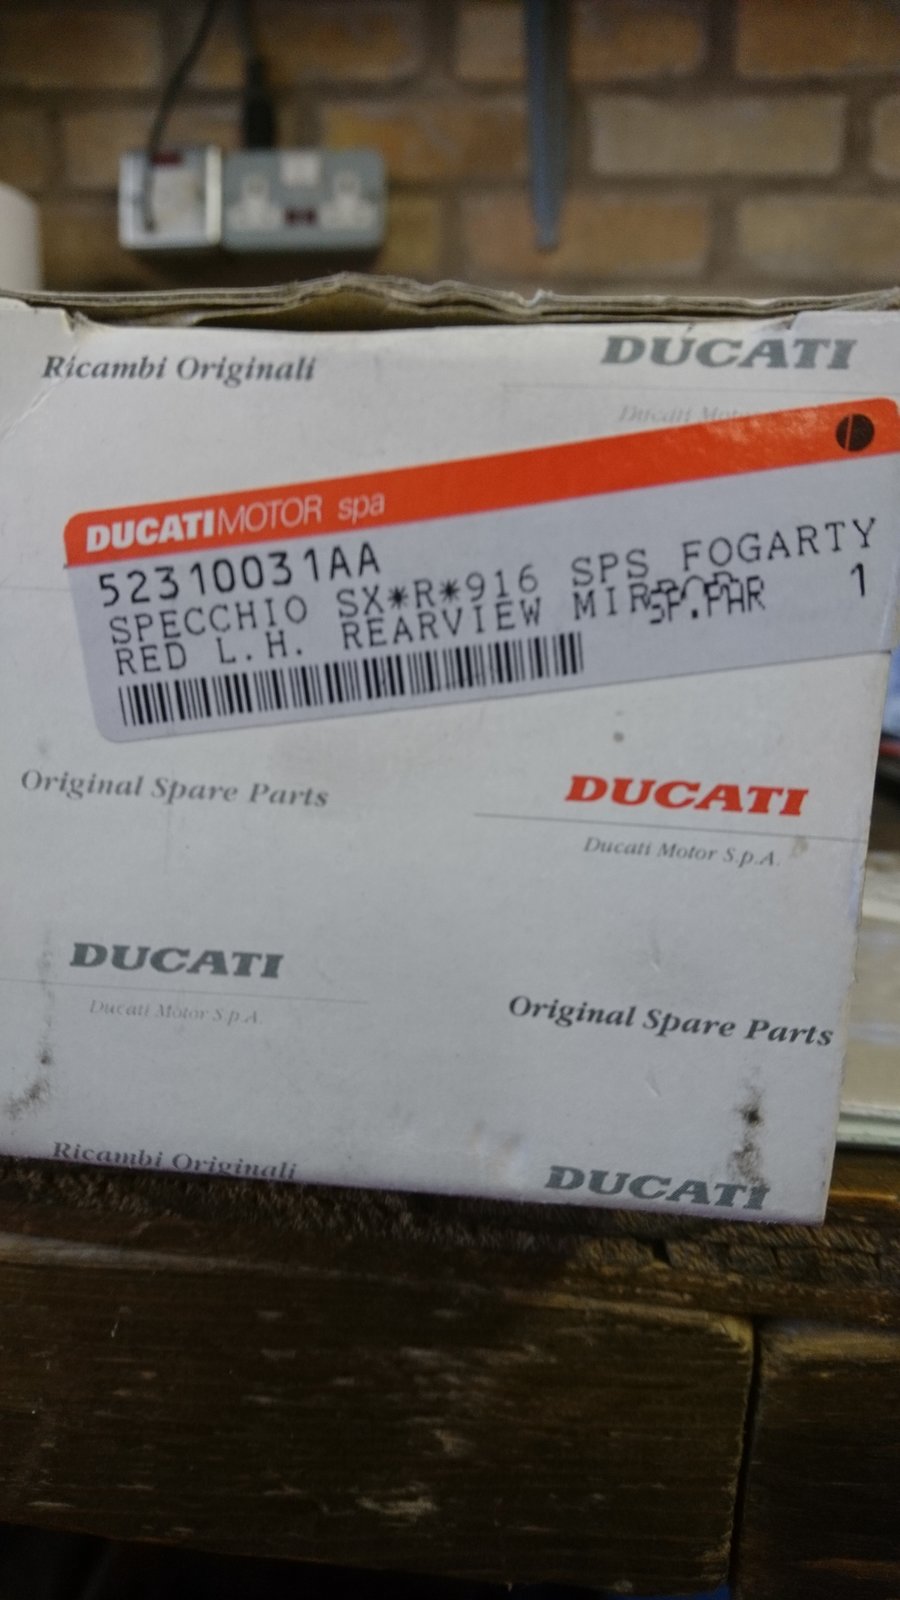 Ricambi Originali
DUCATI
Ducati Motor
DUCATIMOTOR spa
52310031AA
SPECCHIO SX*R*916 SPS FOGARTY
RED L.H. REARVIEW MIRROR
SP.PAR 1
Original Spare Parts
DUCATI
Ducati Motor S.p.A.
DUCATI
Ducati Motor S.p.A.
Original Spare Parts
Ricambi Originali
DUCATI